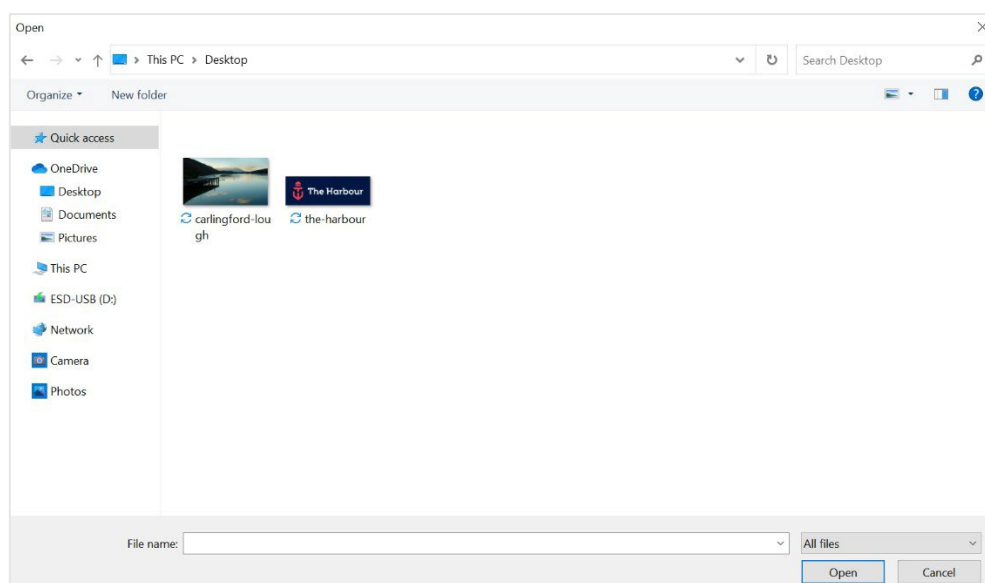 Open
This PC > Desktop
Search Desktop
Organize
New folder
Quick access
OneDrive
Desktop
Documents
Pictures
This PC
ESD-USB (D:)
Network
Camera
Photos
The Harbour
carlingford-lou
gh
the-harbour
File name:
All files
Open
Cancel